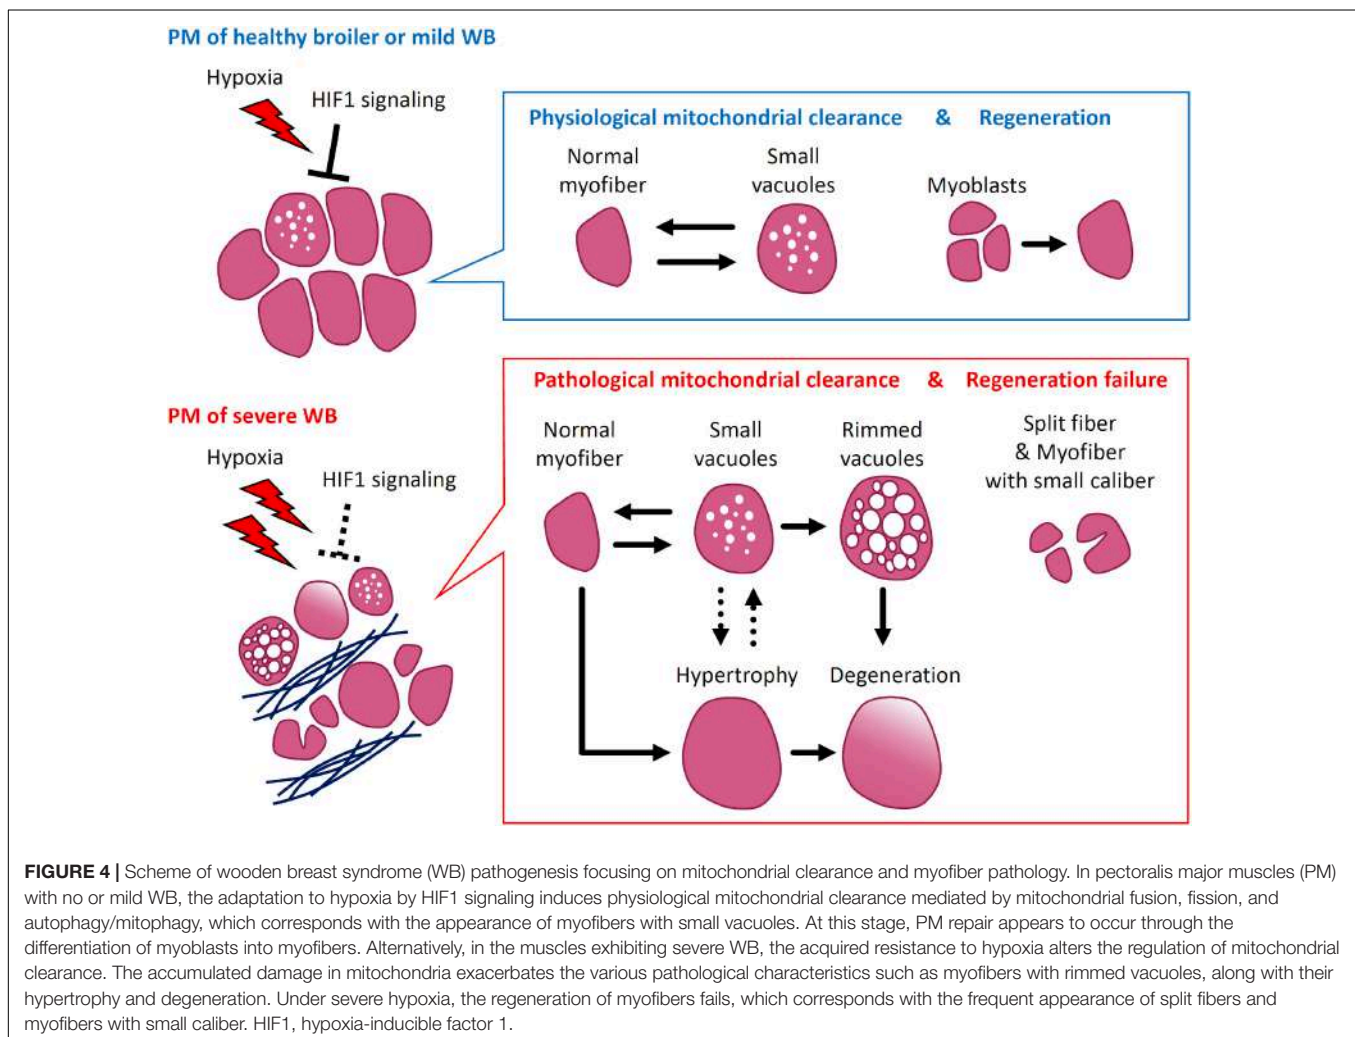 PM of healthy broiler or mild WB
Hypoxia
HIF1 signaling
Physiological mitochondrial clearance & Regeneration
Normal
myofiber
Small
vacuoles
Myoblasts
PM of severe WB
Hypoxia
HIF1 signaling
Pathological mitochondrial clearance & Regeneration failure
Normal
myofiber
Small
vacuoles
Rimmed
vacuoles
Split fiber
& Myofiber
with small caliber
Hypertrophy
Degeneration
FIGURE 4 | Scheme of wooden breast syndrome (WB) pathogenesis focusing on mitochondrial clearance and myofiber pathology. In pectoralis major muscles (PM)
with no or mild WB, the adaptation to hypoxia by HIF1 signaling induces physiological mitochondrial clearance mediated by mitochondrial fusion, fission, and
autophagy/mitophagy, which corresponds with the appearance of myofibers with small vacuoles. At this stage, PM repair appears to occur through the
differentiation of myoblasts into myofibers. Alternatively, in the muscles exhibiting severe WB, the acquired resistance to hypoxia alters the regulation of mitochondrial
clearance. The accumulated damage in mitochondria exacerbates the various pathological characteristics such as myofibers with rimmed vacuoles, along with their
hypertrophy and degeneration. Under severe hypoxia, the regeneration of myofibers fails, which corresponds with the frequent appearance of split fibers and
myofibers with small caliber. HIF1, hypoxia-inducible factor 1.